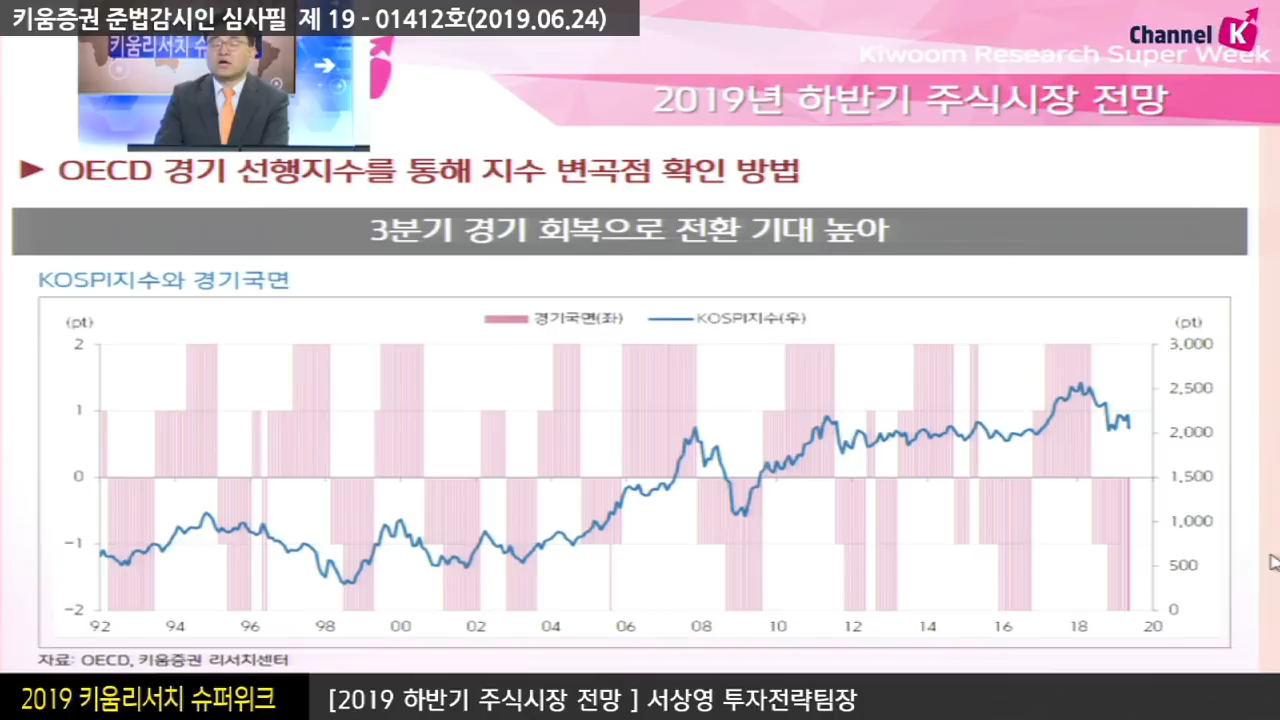 키움증권 준법감시인 심사필 제 19 - 01412호(2019.06.24)
Channel K
키움리서치 슈
Kiwoom Research Super Week
2019년 하반기 주식시장 전망
▶ OECD 경기 선행지수를 통해 지수 변곡점 확인 방법
3분기 경기 회복으로 전환 기대 높아
KOSPI지수와 경기국면
(pt) 경기국면(좌) KOSPI지수(우) (pt)
2 3,000
2,500
1 2,000
0 1,500
1,000
-1
500
-2 0
92 94 96 98 00 02 04 06 08 10 12 14 16 18 20
자료: OECD, 키움증권 리서치센터
2019 키움리서치 슈퍼위크 [2019 하반기 주식시장 전망 ] 서상영 투자전략팀장